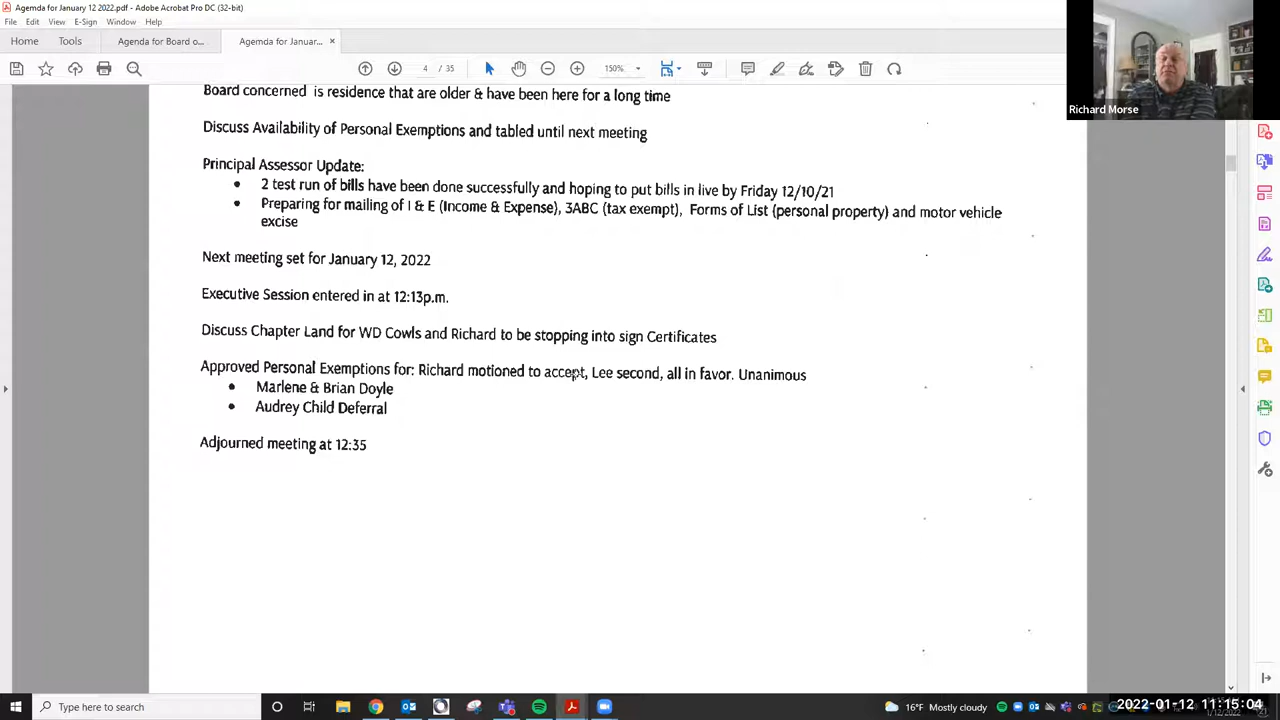 Agemda for January 12 2022.pdf - Adobe Acrobat Pro DC (32-bit)
File Edit View E-Sign Window Help
Home Tools Agemda for Board o... Agemda for Januar... ×
4 / 35 150%
Richard Morse
Board concerned is residence that are older & have been here for a long time
Discuss Availability of Personal Exemptions and tabled until next meeting
Principal Assessor Update:
• 2 test run of bills have been done successfully and hoping to put bills in live by Friday 12/10/21
• Preparing for mailing of I & E (Income & Expense), 3ABC (tax exempt), Forms of List (personal property) and motor vehicle
excise
Next meeting set for January 12, 2022
Executive Session entered in at 12:13p.m.
Discuss Chapter Land for WD Cowls and Richard to be stopping into sign Certificates
Approved Personal Exemptions for: Richard motioned to accept, Lee second, all in favor. Unanimous
• Marlene & Brian Doyle
• Audrey Child Deferral
Adjourned meeting at 12:35
Type here to search
16°F Mostly cloudy
2022-01-12 11:15:04